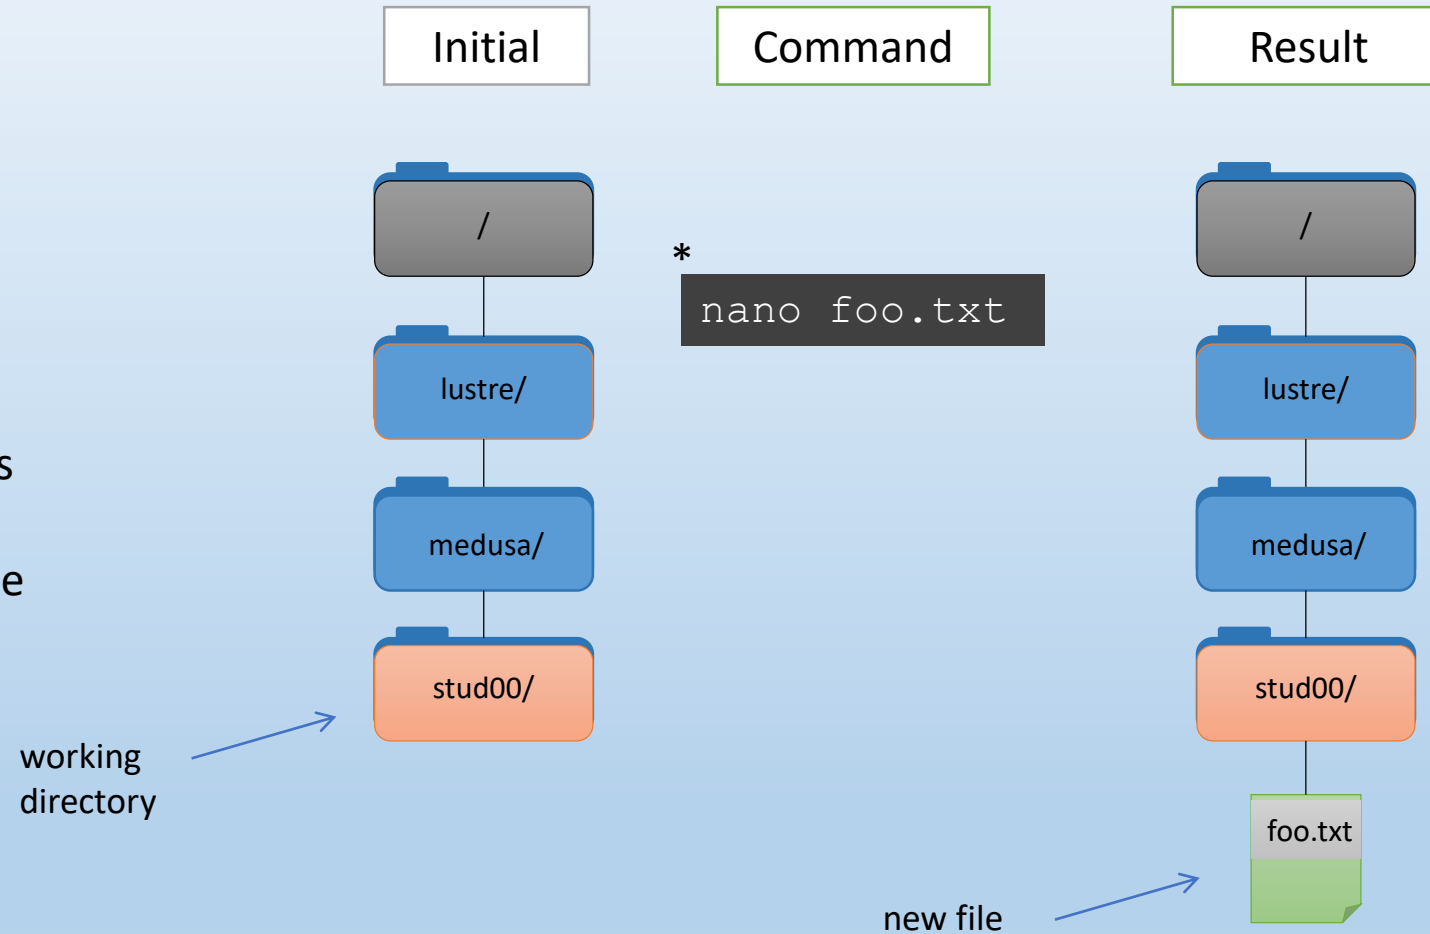 Initial
Command
Result
/
/
*
nano foo.txt
lustre/
lustre/
s
medusa/
medusa/
e
stud00/
stud00/
working
directory
foo.txt
new file